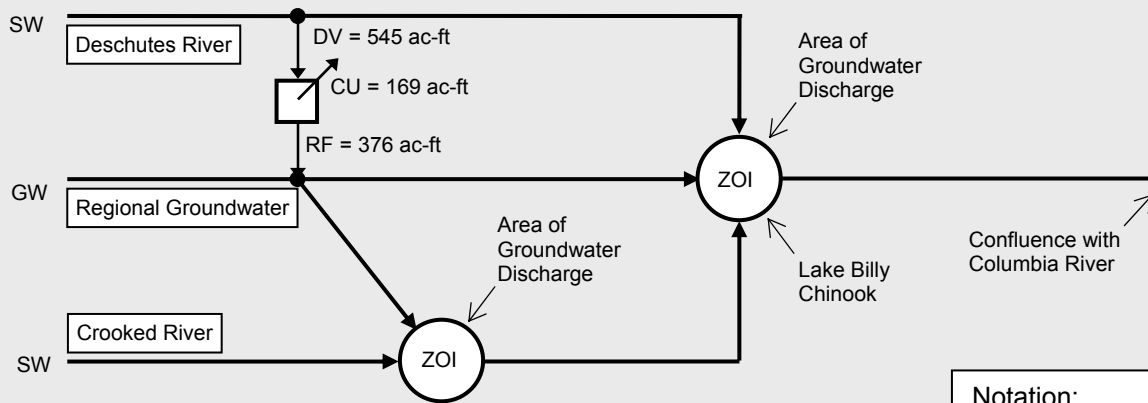 SW
Deschutes River
DV = 545 ac-ft
CU = 169 ac-ft
RF = 376 ac-ft
Area of
Groundwater
Discharge
ZOI
GW
Regional Groundwater
Area of
Groundwater
Discharge
Lake Billy
Chinook
Confluence with
Columbia River
Crooked River
SW
ZOI
Notation: